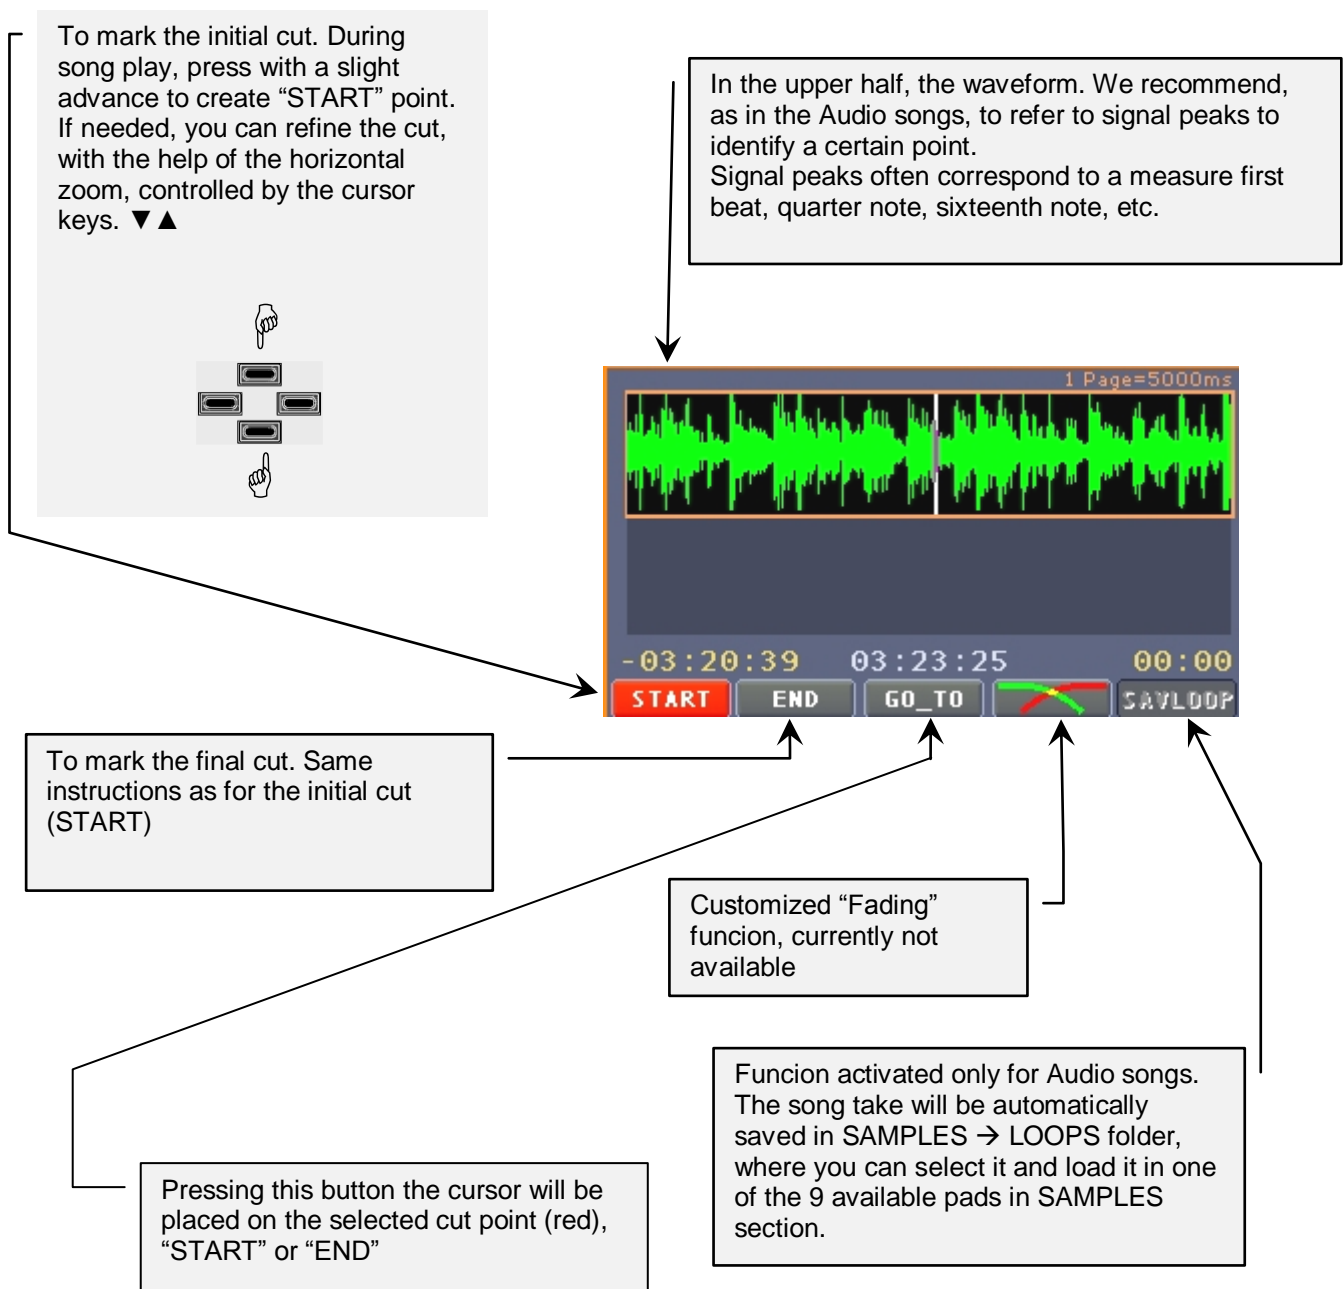 To mark the initial cut. During
song play, press with a slight
advance to create “START” point.
If needed, you can refine the cut,
with the help of the horizontal
zoom, controlled by the cursor
keys. ▼▲
In the upper half, the waveform. We recommend,
as in the Audio songs, to refer to signal peaks to
identify a certain point.
Signal peaks often correspond to a measure first
beat, quarter note, sixteenth note, etc.
1 Page=5000ms
-03:20:39 03:23:25 00:00
START END GO_TO SAVLOOP
To mark the final cut. Same
instructions as for the initial cut
(START)
Customized “Fading”
funcion, currently not
available
Funcion activated only for Audio songs.
The song take will be automatically
saved in SAMPLES → LOOPS folder,
where you can select it and load it in one
of the 9 available pads in SAMPLES
section.
Pressing this button the cursor will be
placed on the selected cut point (red),
“START” or “END”